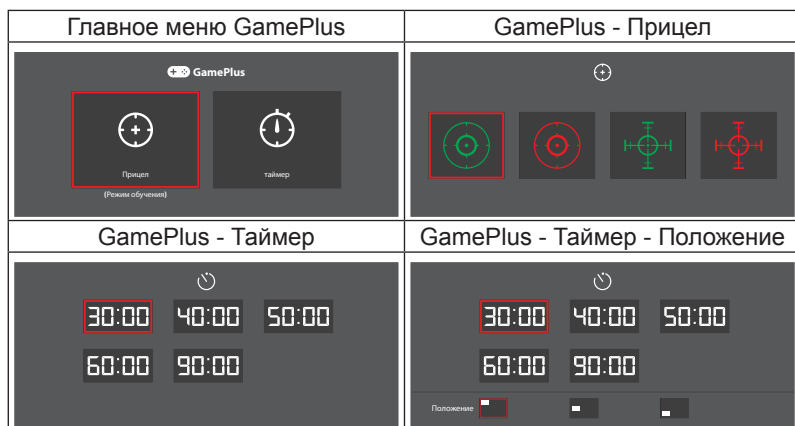 Главное меню GamePlus
GamePlus - Прицел
GamePlus
Прицел
таймер
(Режим обучения)
GamePlus - Таймер
GamePlus - Таймер - Положение
30:00 40:00 50:00
60:00 90:00
30:00 40:00 50:00
60:00 90:00
Положение